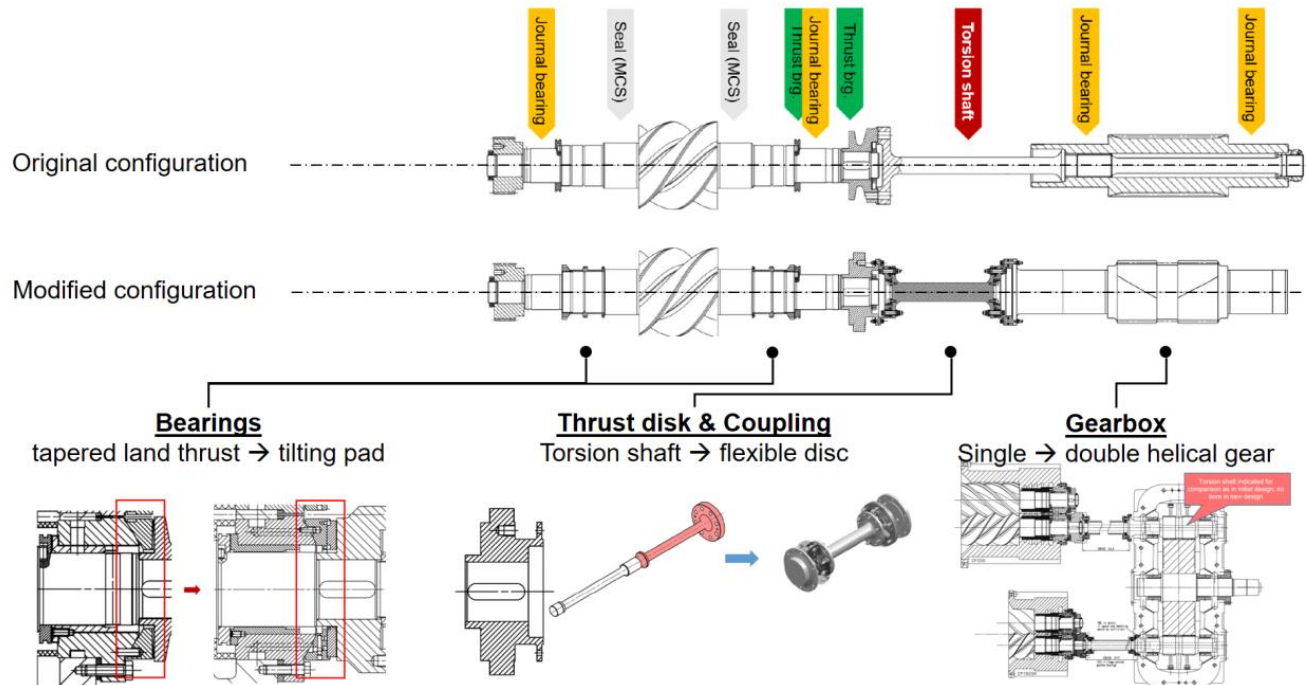 Journal bearing
Seal (MCS)
Seal (MCS)
Thrust brg.
Journal bearing
Thrust brg.
Torsion shaft
Journal bearing
Journal bearing
Original configuration
Modified configuration
Bearings
tapered land thrust → tilting pad
Thrust disk & Coupling
Torsion shaft → flexible disc
Gearbox
Single → double helical gear
Torsion shaft indicated for
comparison as in initial design; no
bore in new design